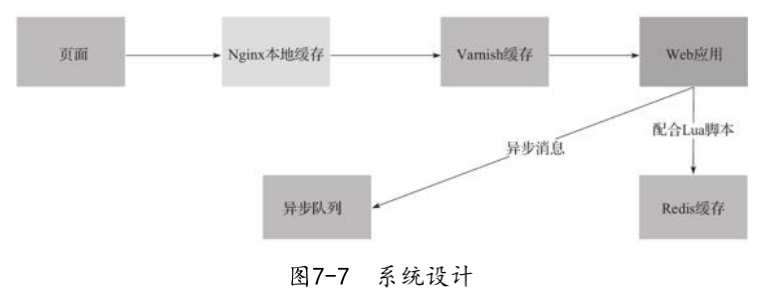 页面
Nginx本地缓存
Varnish缓存
Web应用
异步消息
配合Lua脚本
异步队列
Redis缓存
图7-7 系统设计